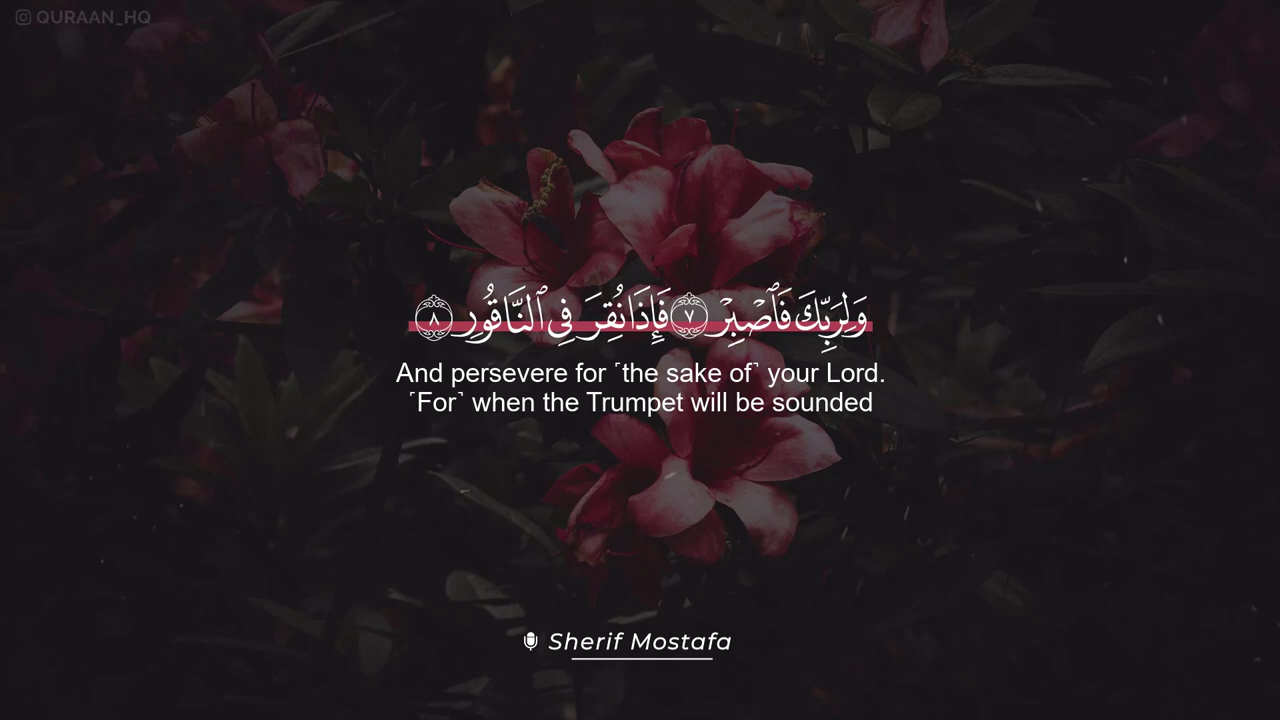 QURAAN_HQ
وَلِرَبِّكَ فَٱصْبِرْ ٧ فَإِذَا نُقِرَ فِى ٱلنَّاقُورِ ٨
And persevere for ˹the sake of˺ your Lord.
˹For˺ when the Trumpet will be sounded
Sherif Mostafa